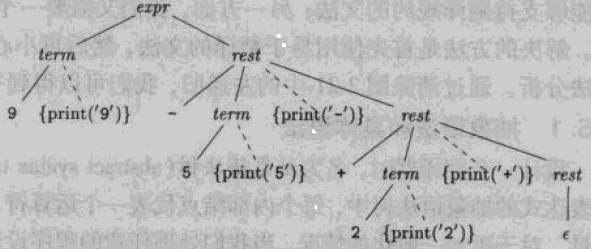 expr
term rest
9 {print('9')} - term {print('-')} rest
5 {print('5')} + term {print('+')} rest
2 {print('2')} ϵ